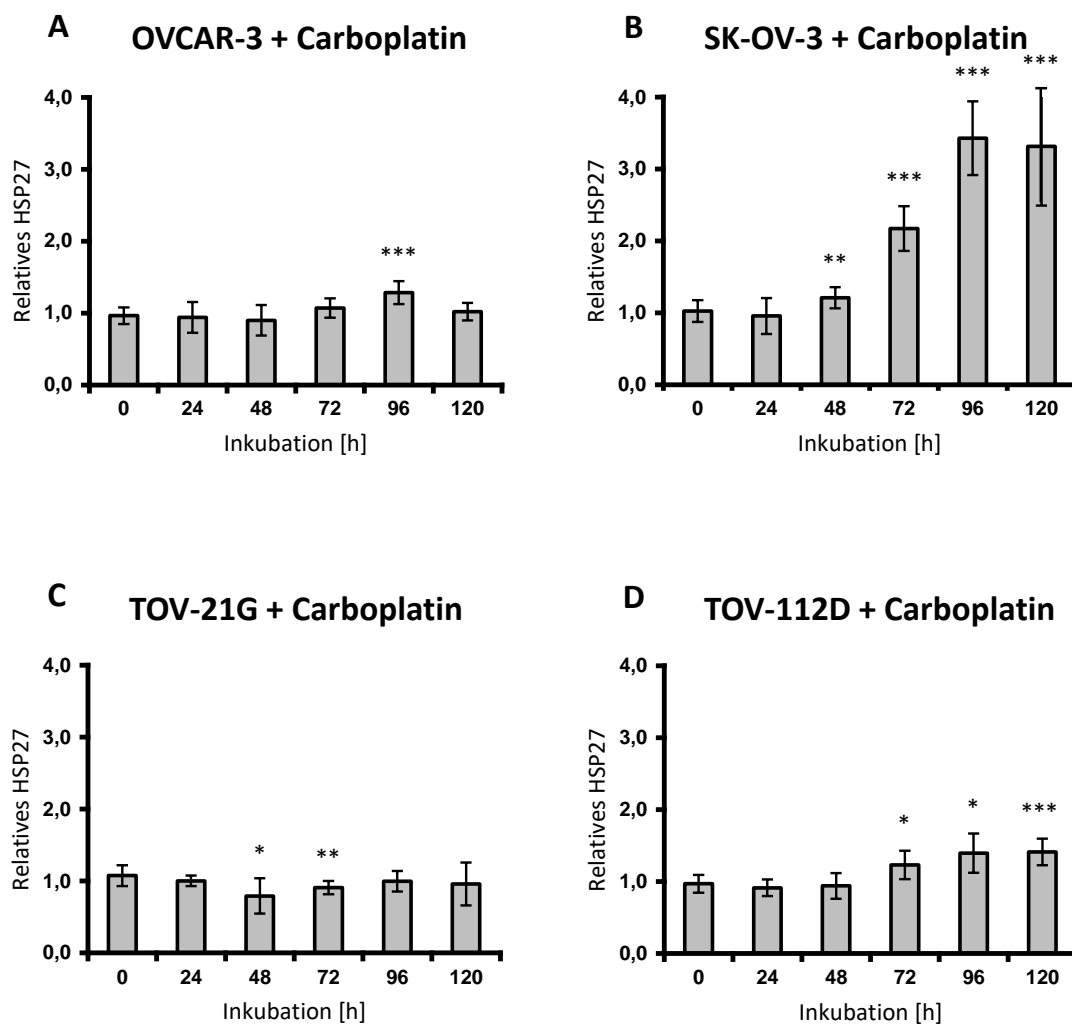 A
OVCAR-3 + Carboplatin
4,0
3,0
2,0
1,0
0,0
Relatives HSP27
***
0 24 48 72 96 120
Inkubation [h]
B
SK-OV-3 + Carboplatin
4,0
3,0
2,0
1,0
0,0
Relatives HSP27
**
***
***
***
0 24 48 72 96 120
Inkubation [h]
C
TOV-21G + Carboplatin
4,0
3,0
2,0
1,0
0,0
Relatives HSP27
* **
0 24 48 72 96 120
Inkubation [h]
D
TOV-112D + Carboplatin
4,0
3,0
2,0
1,0
0,0
Relatives HSP27
* * ***
0 24 48 72 96 120
Inkubation [h]